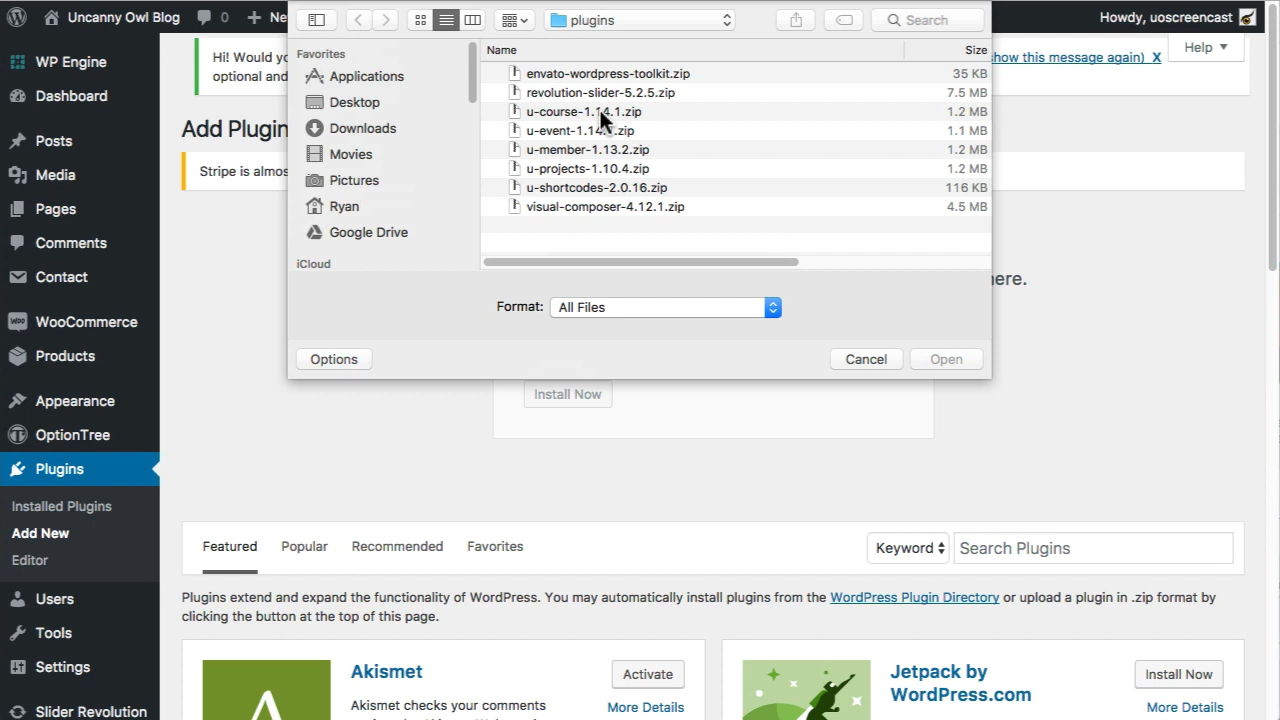 Uncanny Owl Blog
0
Howdy, uoscreencast
plugins
Search
WP Engine
Dashboard
Posts
Media
Pages
Comments
Contact
WooCommerce
Products
Appearance
OptionTree
Plugins
Installed Plugins
Add New
Editor
Users
Tools
Settings
Slider Revolution
Favorites
Applications
Desktop
Downloads
Movies
Pictures
Ryan
Google Drive
iCloud
Name Size
envato-wordpress-toolkit.zip 35 KB
revolution-slider-5.2.5.zip 7.5 MB
u-course-1.14.1.zip 1.2 MB
1.1 MB
u-member-1.13.2.zip 1.2 MB
u-projects-1.10.4.zip 1.2 MB
u-shortcodes-2.0.16.zip 116 KB
visual-composer-4.12.1.zip 4.5 MB
Format: All Files
Options Cancel Open
Hi! Would
optional and
this message again) X
Help
Add
Stripe is
Install Now
Featured Popular Recommended Favorites
Keyword Search Plugins
Plugins extend and expand the functionality of WordPress. You may automatically install plugins from the WordPress Plugin Directory or upload a plugin in .zip format by
clicking the button at the top of this page.
Akismet
Activate
Akismet checks your comments
More Details
Jetpack by
WordPress.com
Install Now
More Details